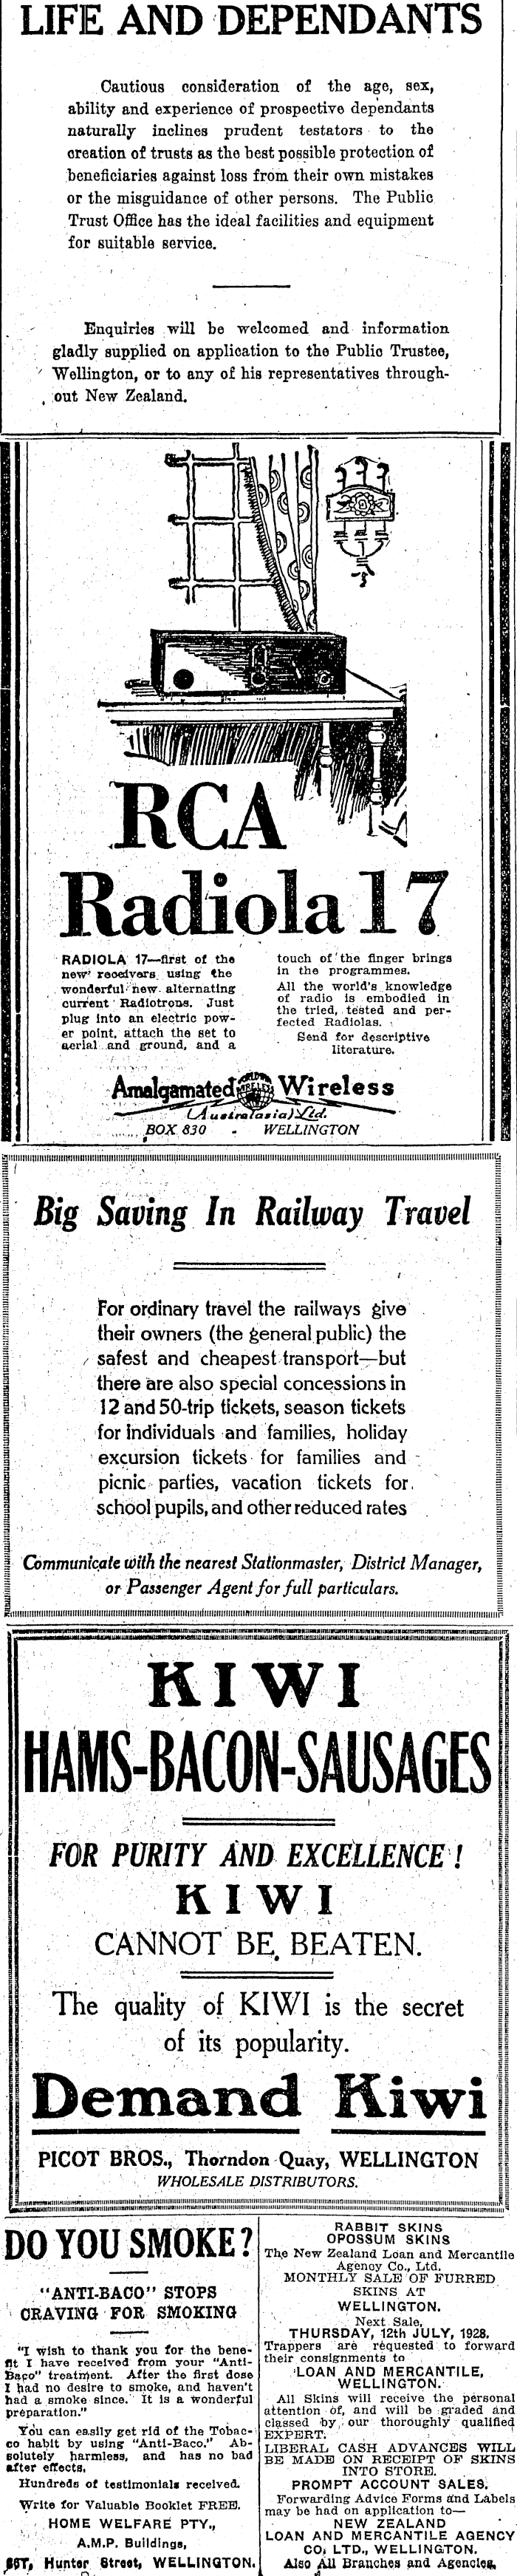 LIFE AND DEPENDANTS
Cautious consideration of the age, sex,
ability and experience of prospective dependants
naturally inclines prudent testators to the
creation of trusts as the best possible protection of
beneficiaries against loss from their own mistakes
or the misguidance of other persons. The Public
Trust Office has the ideal facilities and equipment
for suitable service.
Enquiries will be welcomed and information
gladly supplied on application to the Public Trustee,
Wellington, or to any of his representatives through-
out New Zealand.
RCA
Radiola 17
RADIOLA 17—first of the
new receivers using the
wonderful new alternating
current Radiotrons. Just
plug into an electric pow-
er point, attach the set to
aerial and ground, and a
touch of the finger brings
in the programmes.
All the world's knowledge
of radio is embodied in
the tried, tested and per-
fected Radiolas.
Send for descriptive
literature.
Amalgamated Wireless
(Australasia) Ltd.
BOX 830 - WELLINGTON
Big Saving In Railway Travel
For ordinary travel the railways give
their owners (the general public) the
safest and cheapest transport—but
there are also special concessions in
12 and 50-trip tickets, season tickets
for individuals and families, holiday
excursion tickets for families and
picnic parties, vacation tickets for
school pupils, and other reduced rates
Communicate with the nearest Stationmaster, District Manager,
or Passenger Agent for full particulars.
KIWI
HAMS-BACON-SAUSAGES
FOR PURITY AND EXCELLENCE!
KIWI
CANNOT BE BEATEN.
The quality of KIWI is the secret
of its popularity.
Demand Kiwi
PICOT BROS., Thorndon Quay, WELLINGTON
WHOLESALE DISTRIBUTORS.
DO YOU SMOKE?
"ANTI-BACO" STOPS
CRAVING FOR SMOKING
"I wish to thank you for the bene-
fit I have received from your "Anti-
Baco" treatment. After the first dose
I had no desire to smoke, and haven't
had a smoke since. It is a wonderful
preparation."
You can easily get rid of the Tobac-
co habit by using "Anti-Baco." Ab-
solutely harmless, and has no bad
after effects.
Hundreds of testimonials received.
Write for Valuable Booklet FREE.
HOME WELFARE PTY.,
A.M.P. Buildings,
Hunter Street, WELLINGTON.
RABBIT SKINS
OPOSSUM SKINS
The New Zealand Loan and Mercantile
Agency Co., Ltd.
MONTHLY SALE OF FURRED
SKINS AT
WELLINGTON.
Next Sale,
THURSDAY, 12th JULY, 1928.
Trappers are requested to forward
their consignments to
LOAN AND MERCANTILE,
WELLINGTON.
All Skins will receive the personal
attention of, and will be graded and
classed by, our thoroughly qualified
EXPERT.
LIBERAL CASH ADVANCES WILL
BE MADE ON RECEIPT OF SKINS
INTO STORE.
PROMPT ACCOUNT SALES.
Forwarding Advice Forms and Labels
may be had on application to—
NEW ZEALAND
LOAN AND MERCANTILE AGENCY
CO., LTD., WELLINGTON.
Also All Branches and Agencies.